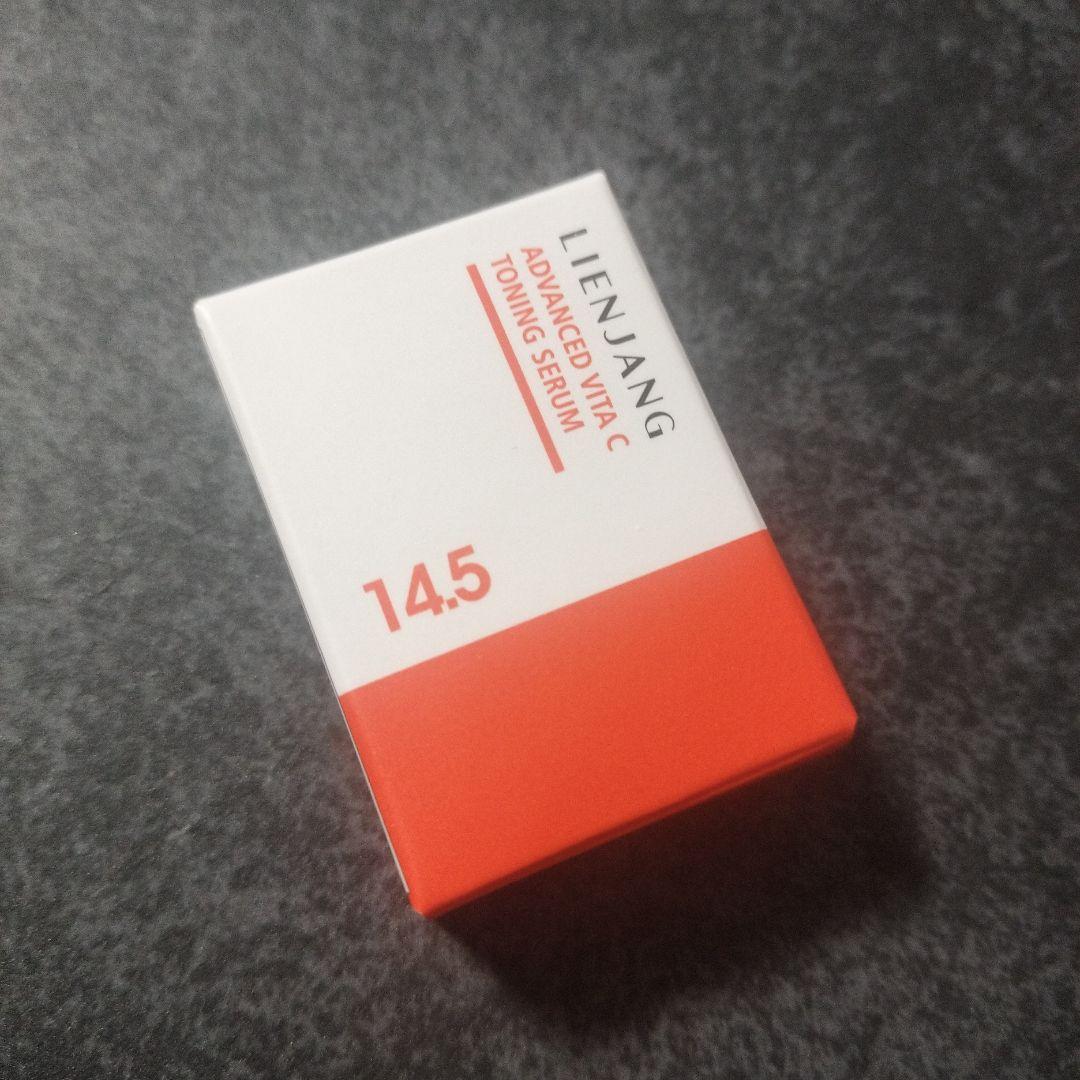 LIENJANG
ADVANCED VITA C
TONING SERUM
14.5